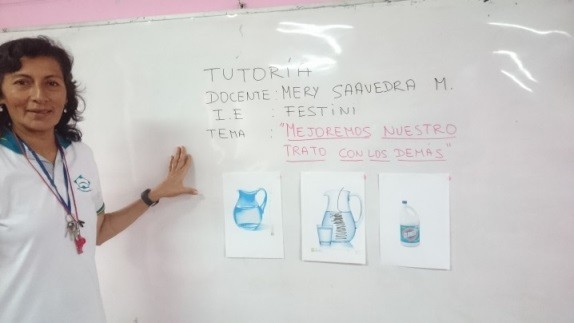 TUTORÍA
DOCENTE : MERY SAAVEDRA M.
I.E : FESTINI
TEMA : "MEJOREMOS NUESTRO
TRATO CON LOS DEMÁS"